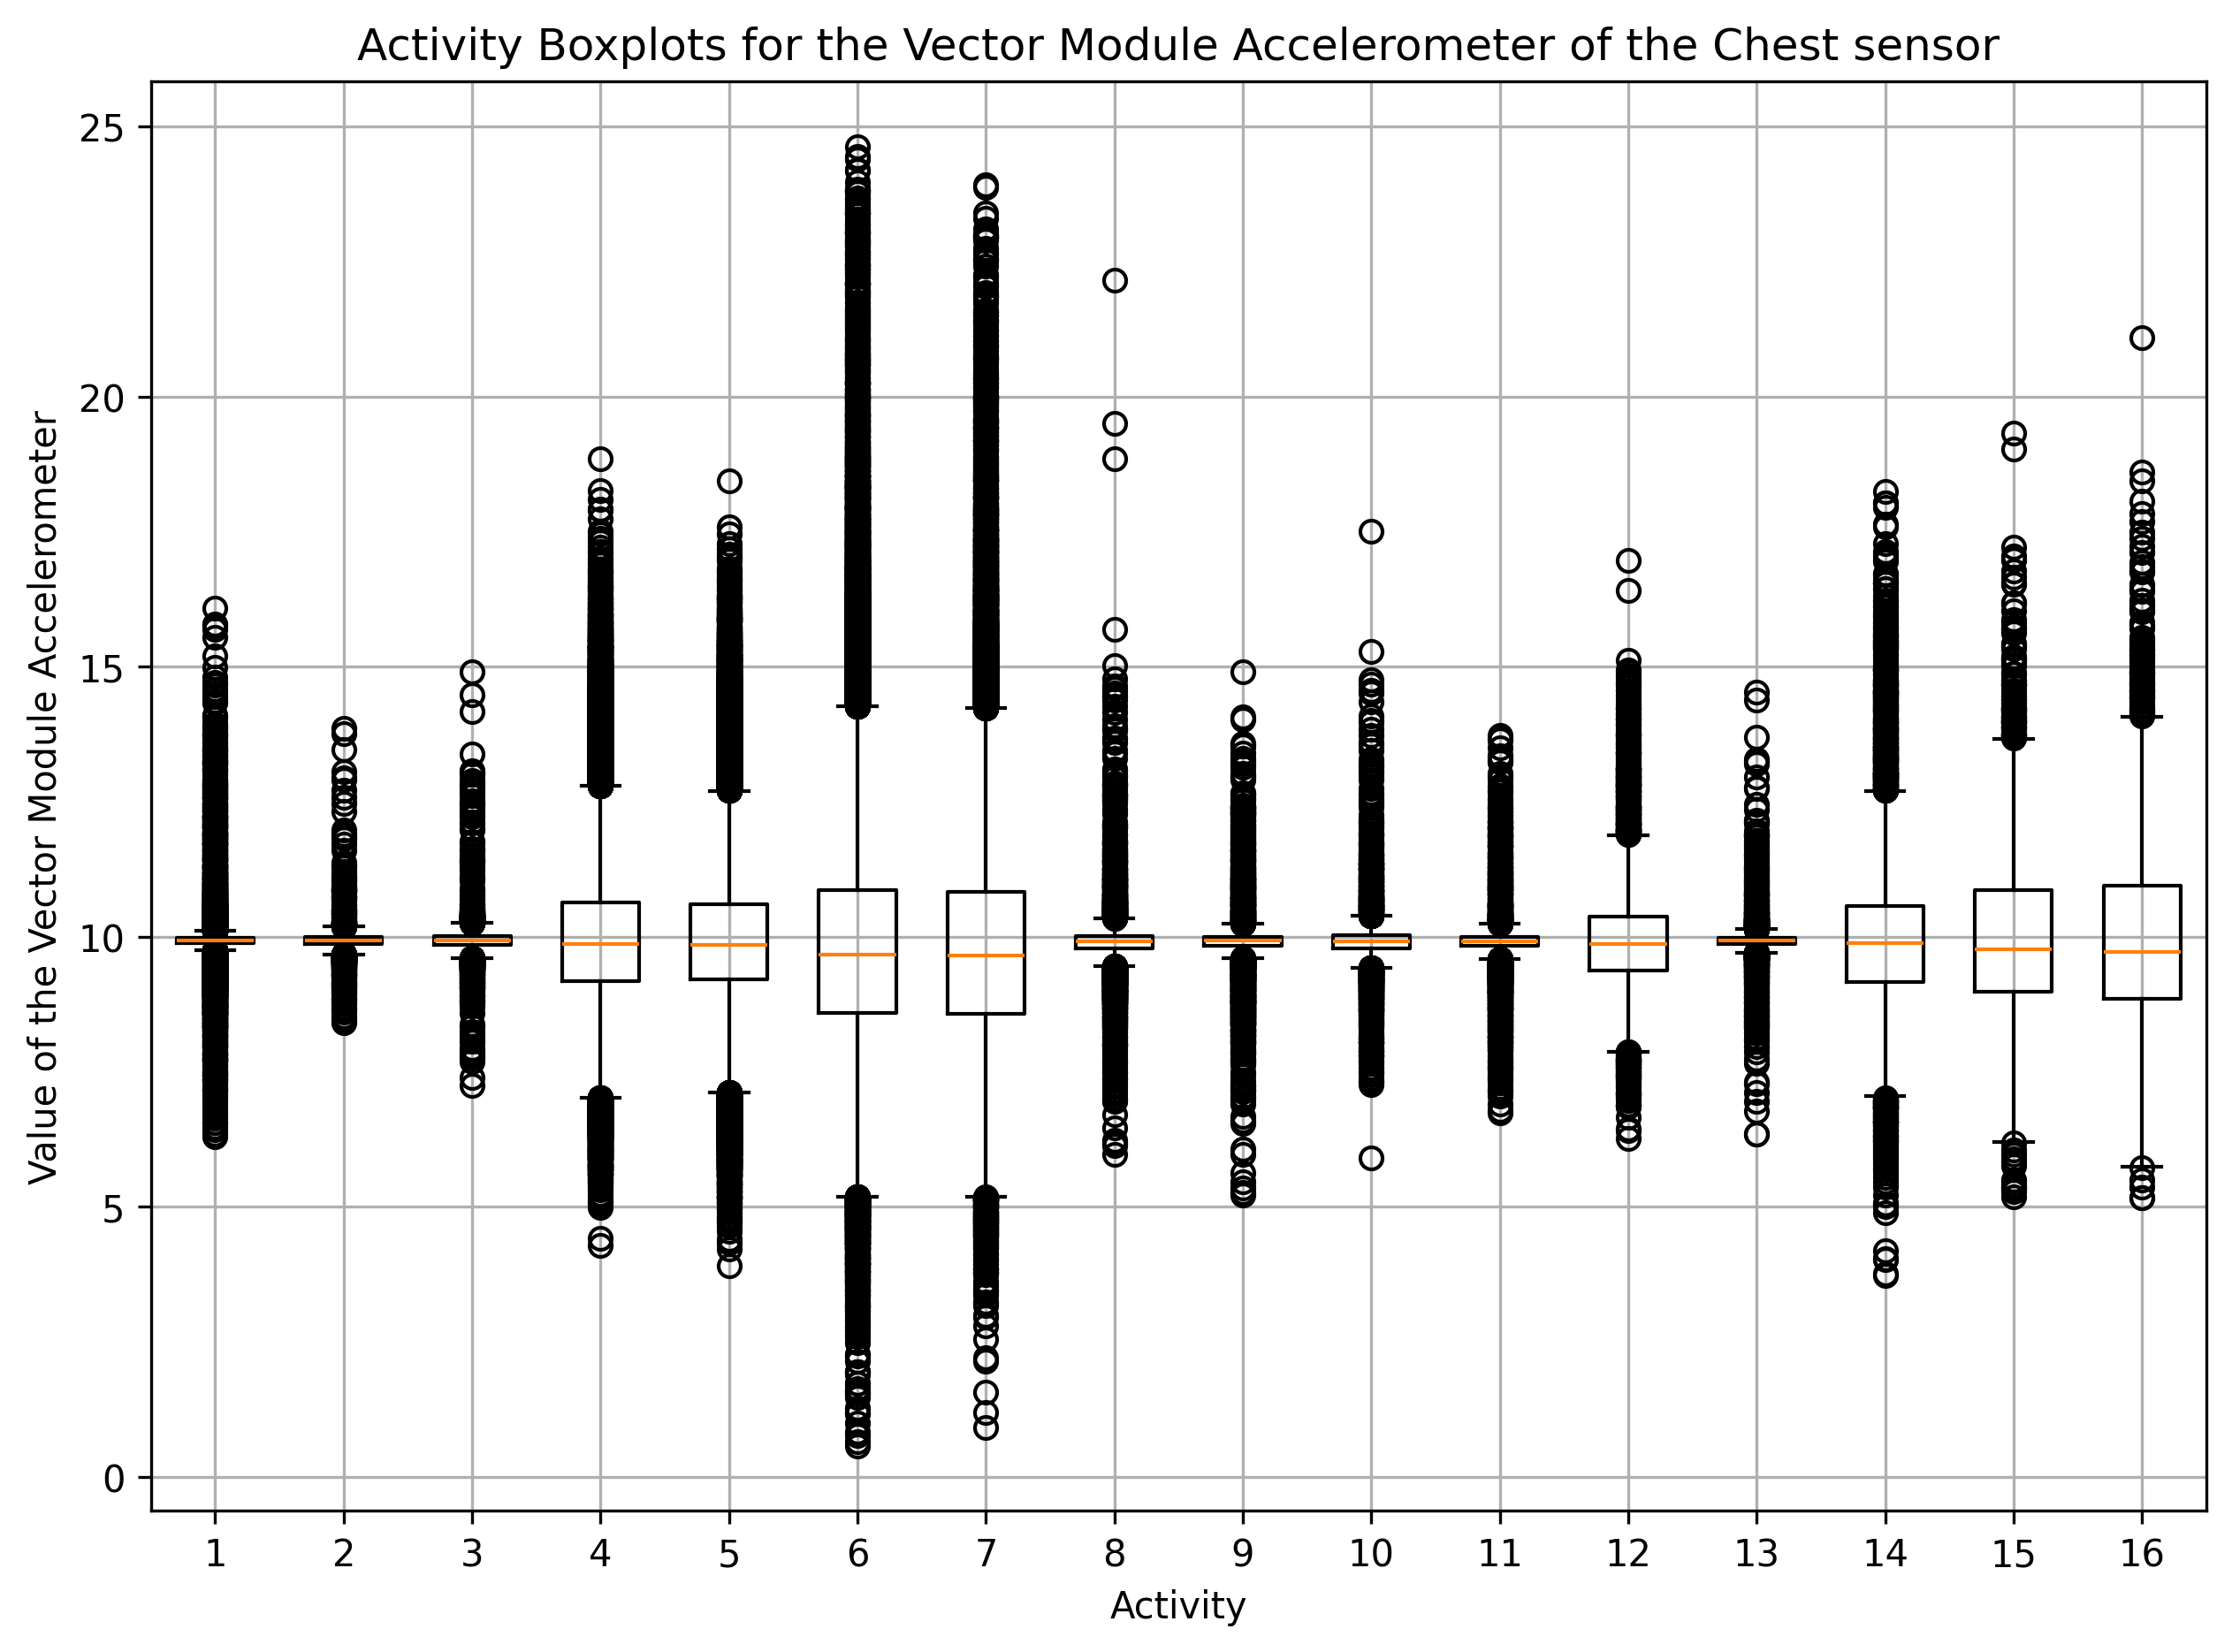 Activity Boxplots for the Vector Module Accelerometer of the Chest sensor
Value of the Vector Module Accelerometer
25
20
15
10
5
0
1 2 3 4 5 6 7 8 9 10 11 12 13 14 15 16
Activity